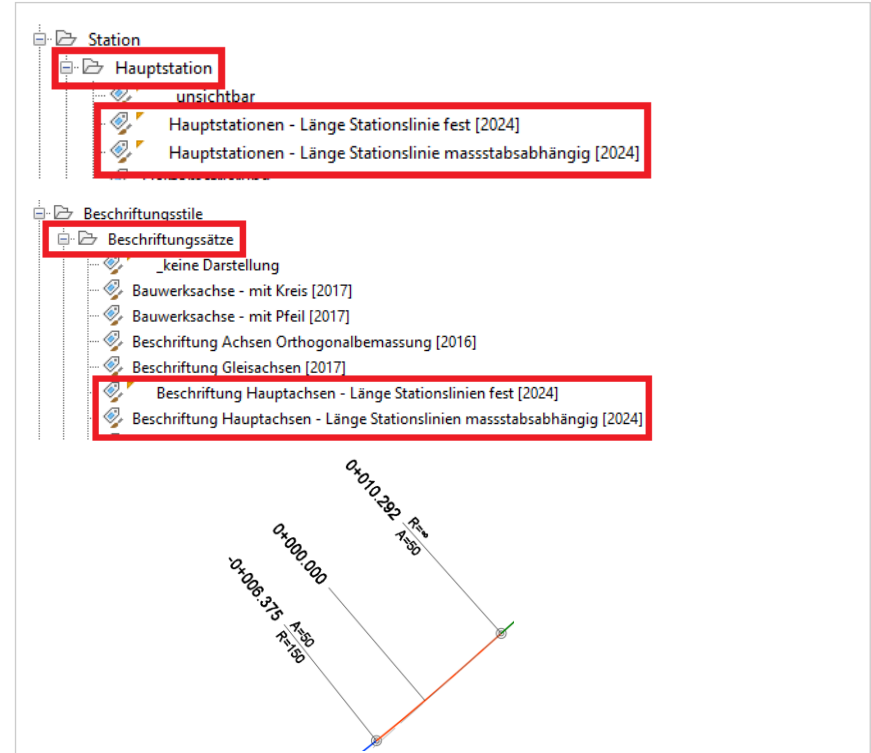 Station
Hauptstation
unsichtbar
Hauptstationen - Länge Stationslinie fest [2024]
Hauptstationen - Länge Stationslinie massstabsabhängig [2024]
Beschriftungsstile
Beschriftungssätze
_keine Darstellung
Bauwerksachse - mit Kreis [2017]
Bauwerksachse - mit Pfeil [2017]
Beschriftung Achsen Orthogonalbemassung [2016]
Beschriftung Gleisachsen [2017]
Beschriftung Hauptachsen - Länge Stationslinien fest [2024]
Beschriftung Hauptachsen - Länge Stationslinien massstabsabhängig [2024]
0+010.292
R=∞
A=50
0+000.000
-0+006.375
A=50
R=150